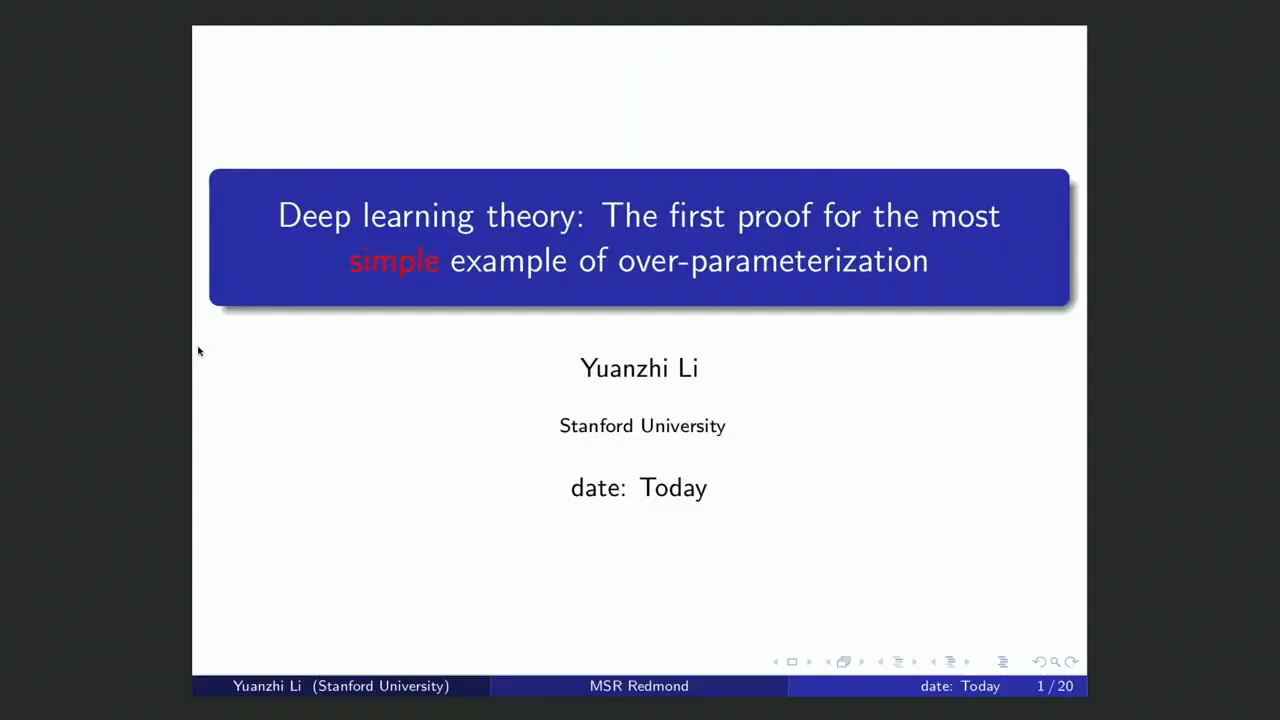 Deep learning theory: The first proof for the most
simple example of over-parameterization
Yuanzhi Li
Stanford University
date: Today
Yuanzhi Li (Stanford University) MSR Redmond date: Today 1 / 20